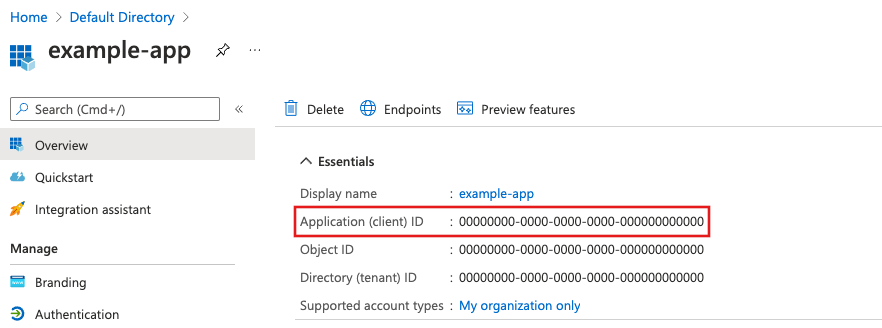 Home > Default Directory >
example-app
Search (Cmd+/)
«
Overview
Quickstart
Integration assistant
Manage
Branding
Authentication
Delete Endpoints Preview features
Essentials
Display name : example-app
Application (client) ID : 00000000-0000-0000-0000-000000000000
Object ID : 00000000-0000-0000-0000-000000000000
Directory (tenant) ID : 00000000-0000-0000-0000-000000000000
Supported account types : My organization only